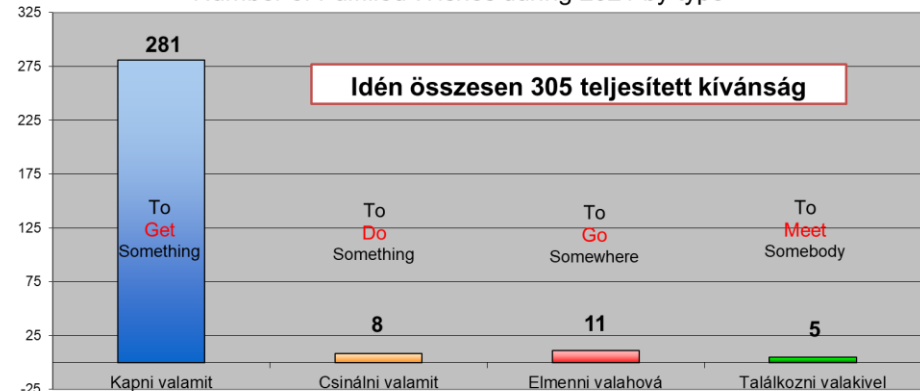 325
281
275
Idén összesen 305 teljesített kívánság
225
175
To
Get
Something
To
Do
Something
To
Go
Somewhere
To
Meet
Somebody
125
75
25
8
11
5
-25
Kapni valamit
Csinálni valamit
Elmenni valahová
Találkozni valakivel